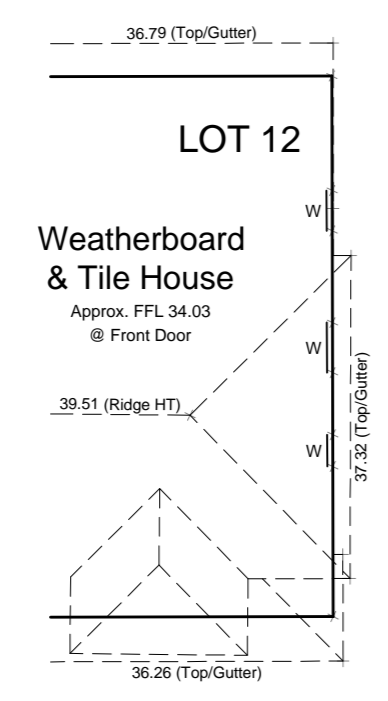 36.79 (Top/Gutter)
LOT 12
W
Weatherboard
& Tile House
Approx. FFL 34.03
@ Front Door
W
39.51 (Ridge HT)
37.32 (Top/Gutter)
W
36.26 (Top/Gutter)